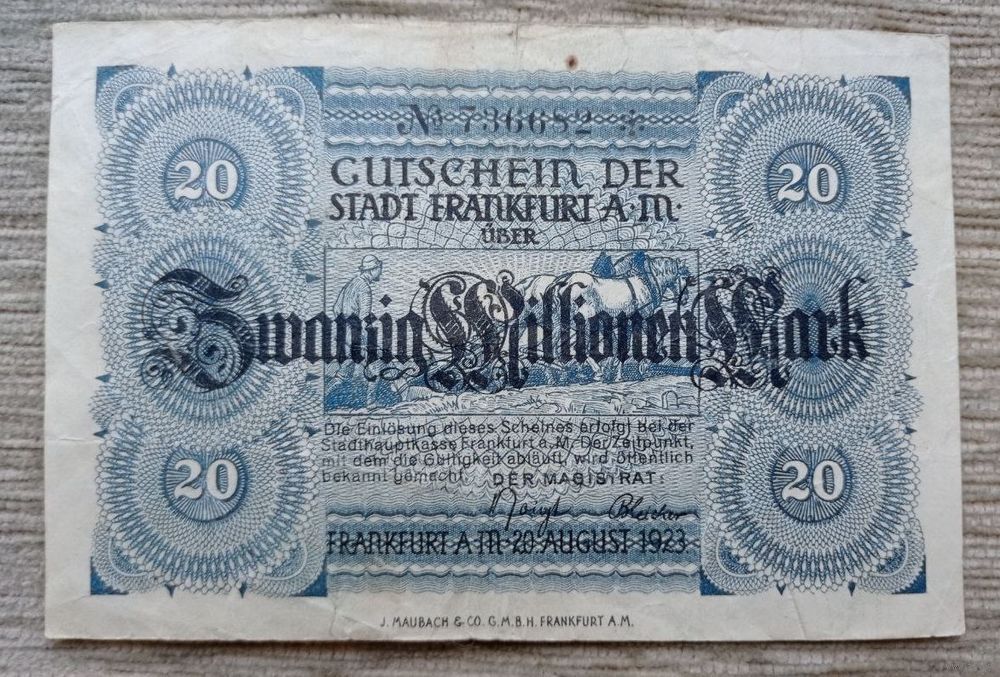 20 20
№ 736682 *
GUTSCHEIN DER
STADT FRANKFURT A·M·
ÜBER
Zwanzig Millionen Mark
Die Einlösung dieses Scheines erfolgt bei der
Stadthauptkasse Frankfurt a. M. Der Zeitpunkt,
mit dem die Gültigkeit abläuft, wird öffentlich
bekannt gemacht. DER MAGISTRAT:
20 20
FRANKFURT A·M·20·AUGUST 1923
J. MAUBACH & CO. G.M.B.H. FRANKFURT A.M.